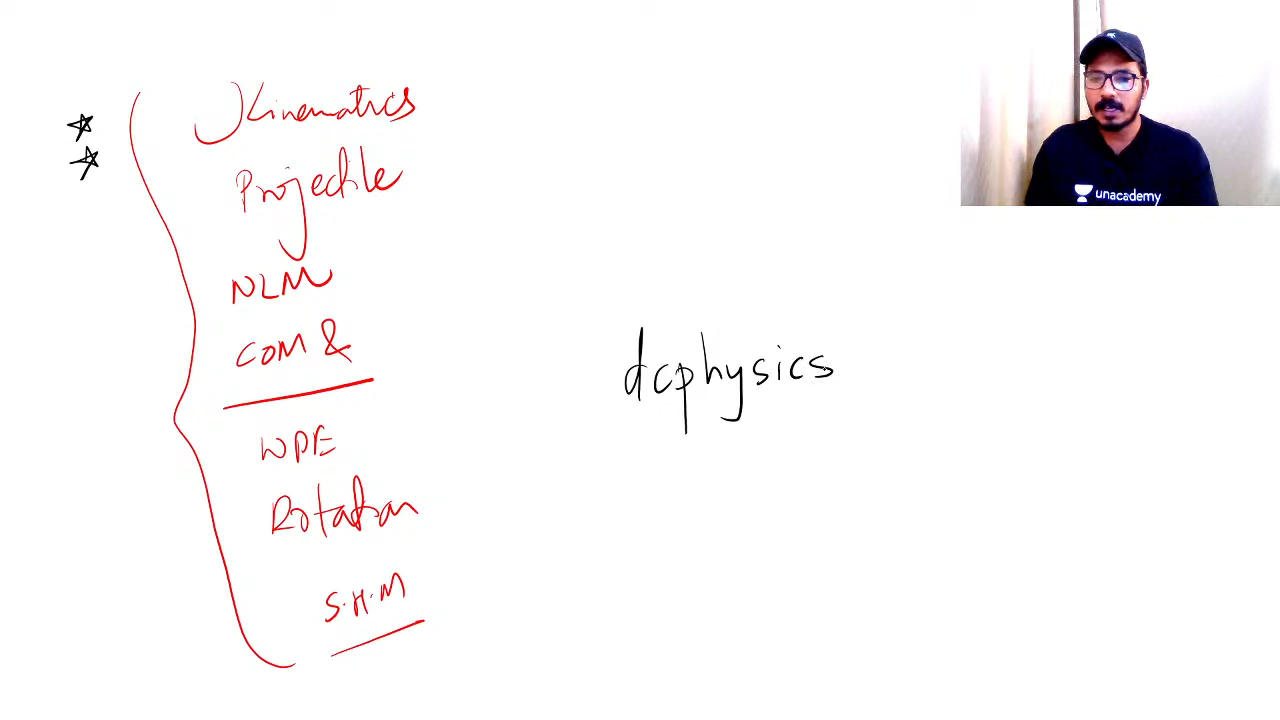 Kinematics
Projectile
NLM
COM &
WPE
Rotation
S.H.M
dcphysics
unacademy